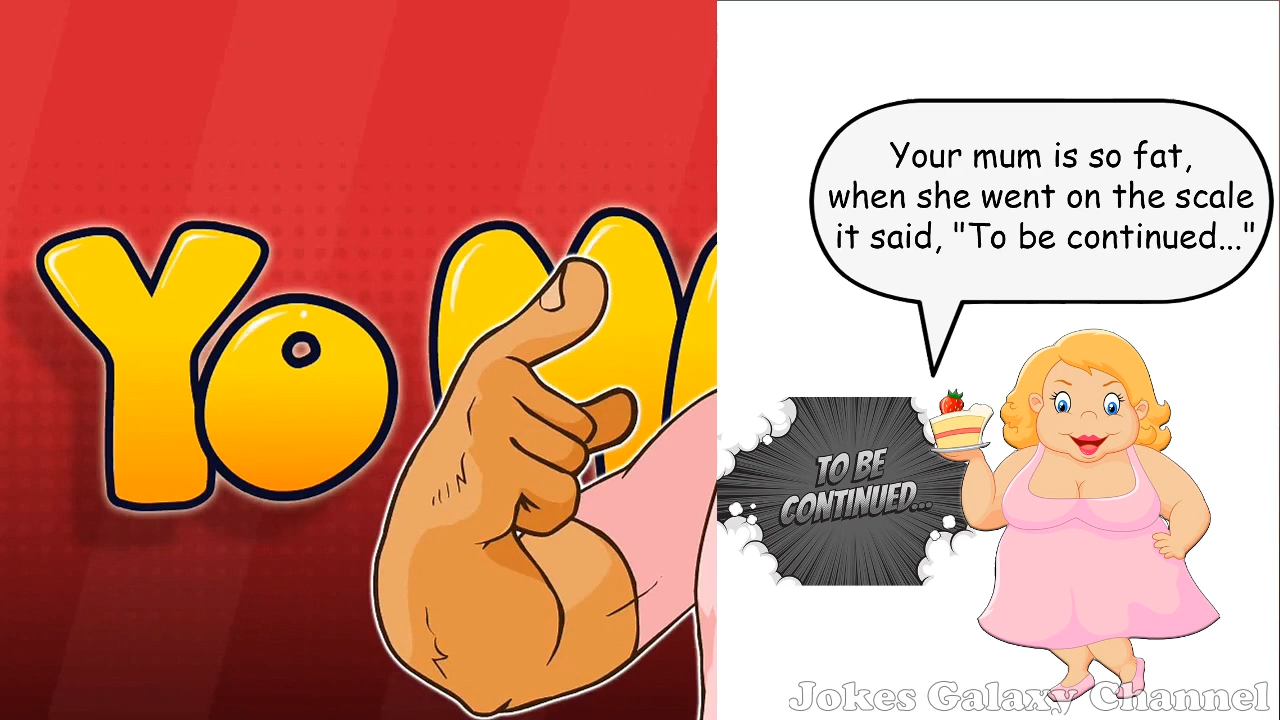 Yo
Your mum is so fat,
when she went on the scale
it said, "To be continued..."
TO BE
CONTINUED...
Jokes Galaxy Channel